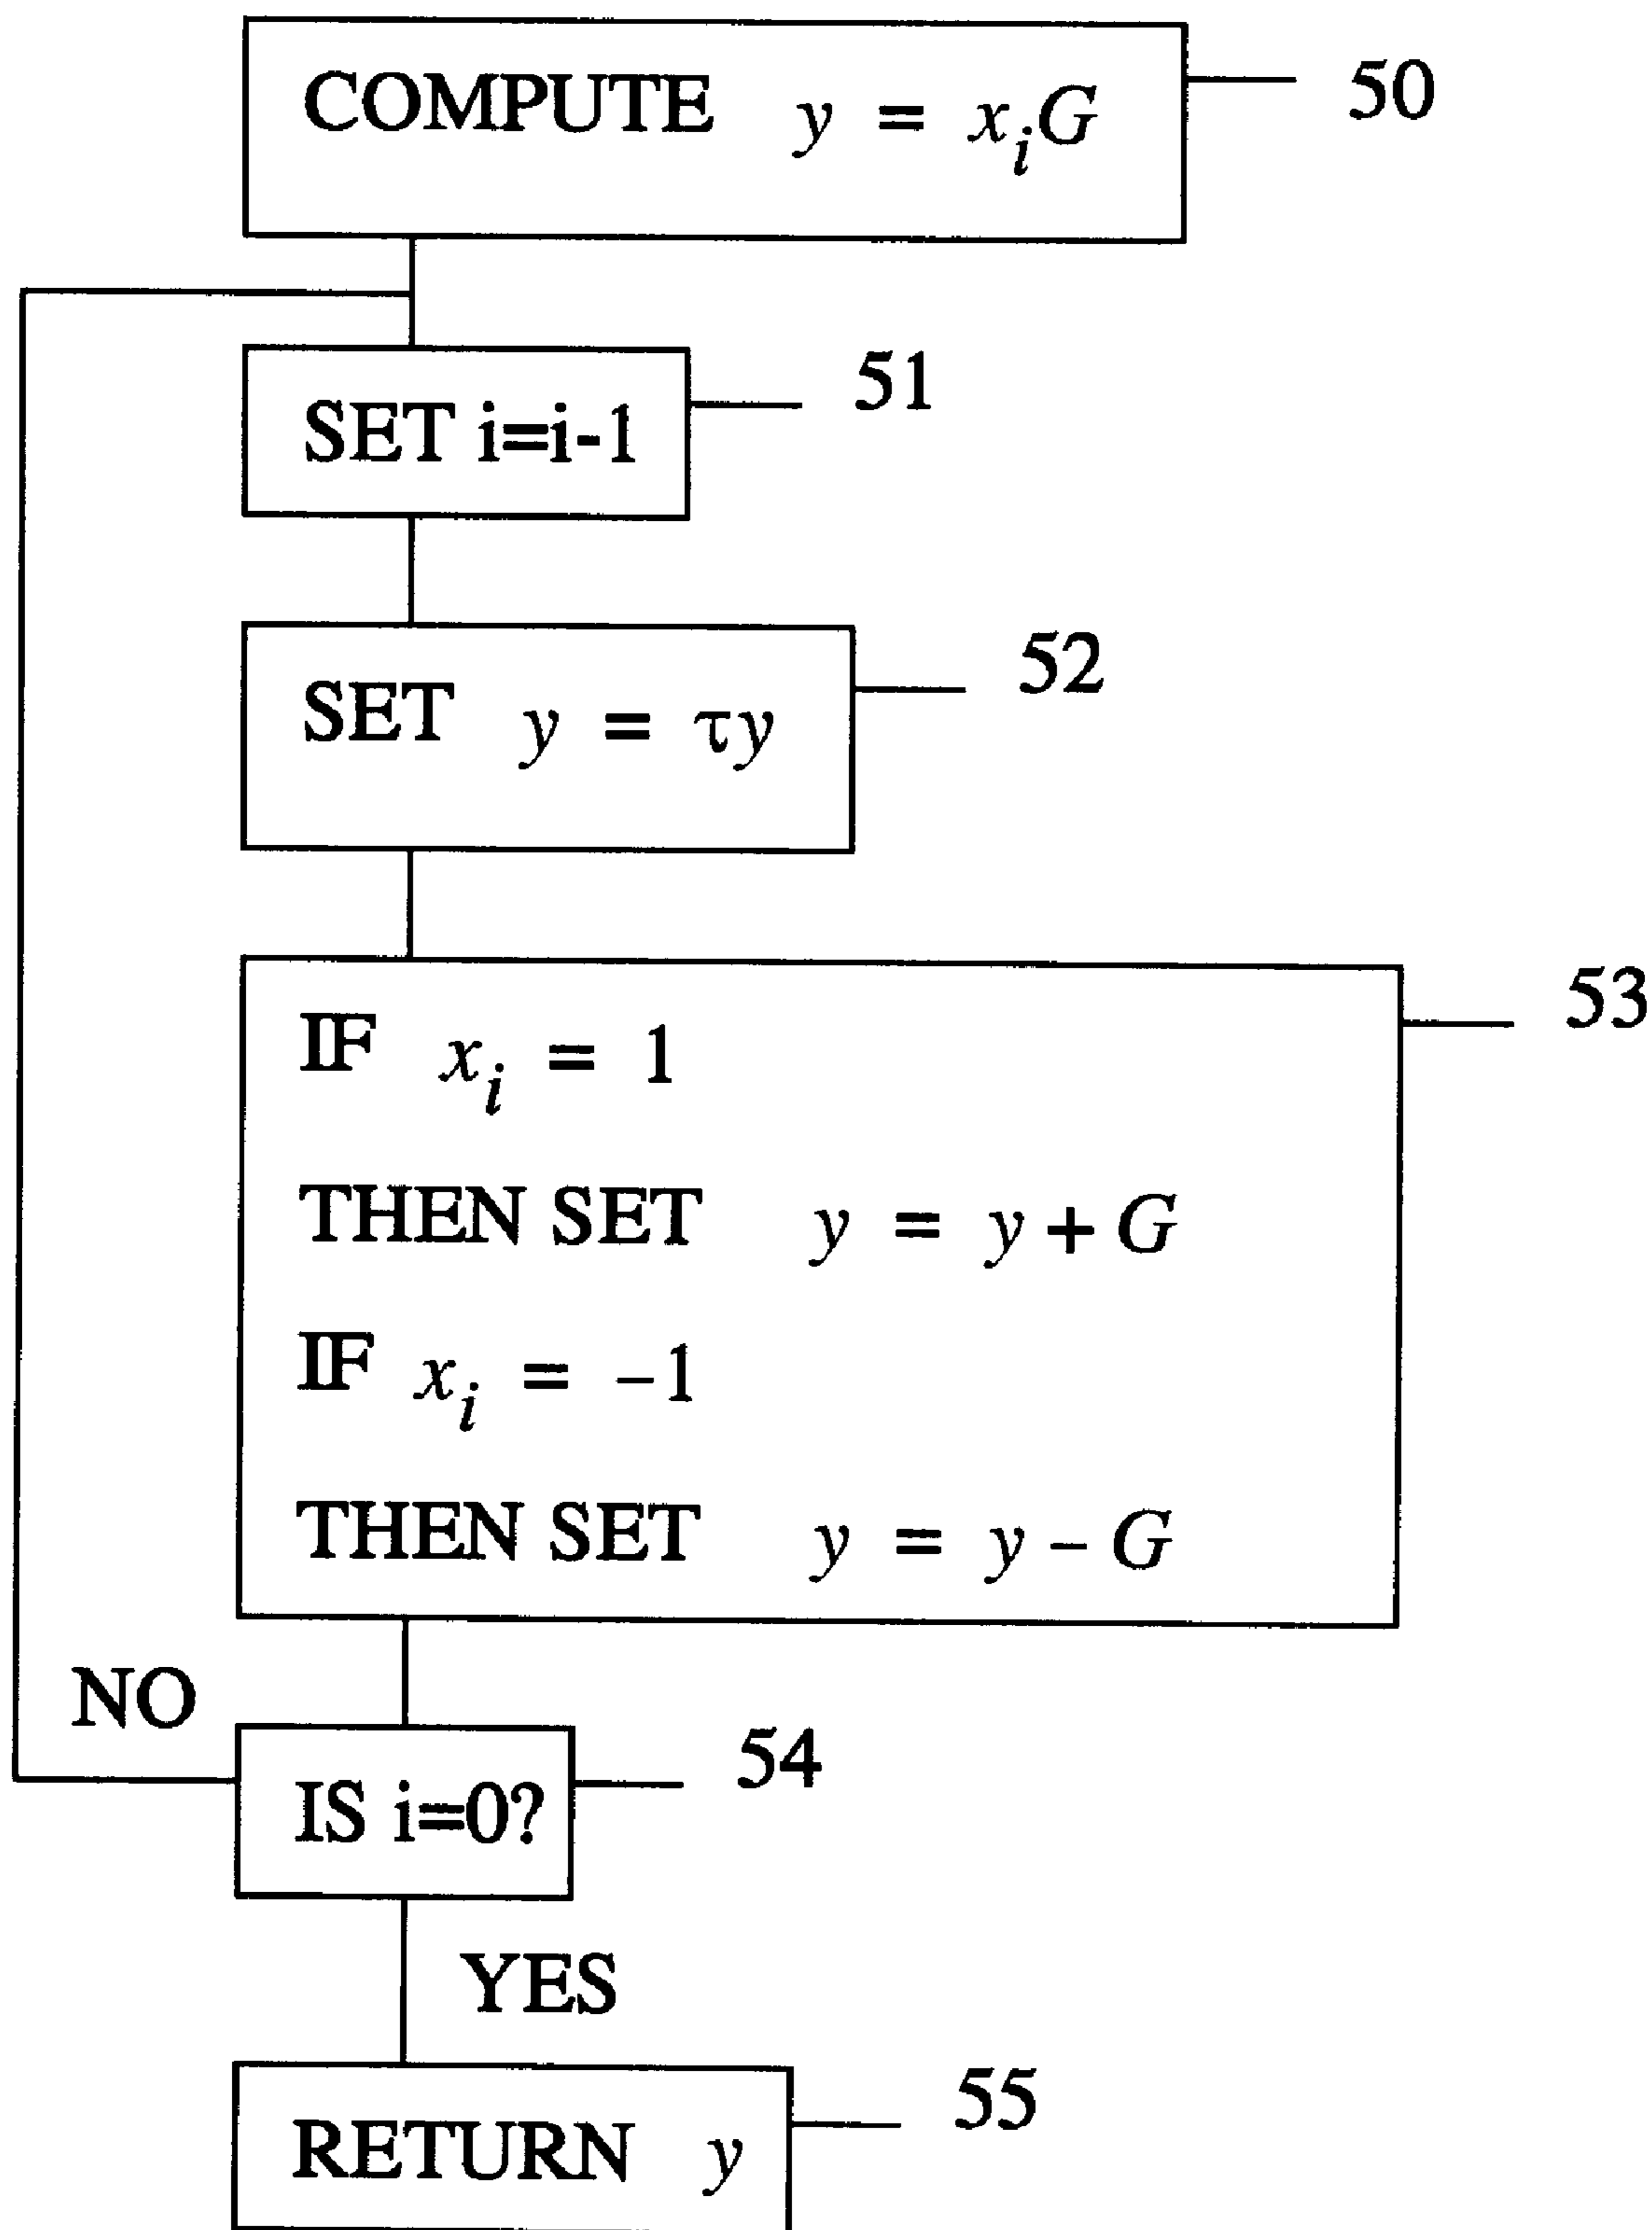 COMPUTE y = x_i G 50
SET i=i-1 51
SET y = τy 52
IF x_i = 1 53
THEN SET y = y + G
IF x_i = −1
THEN SET y = y − G
NO
IS i=0? 54
YES
RETURN y 55